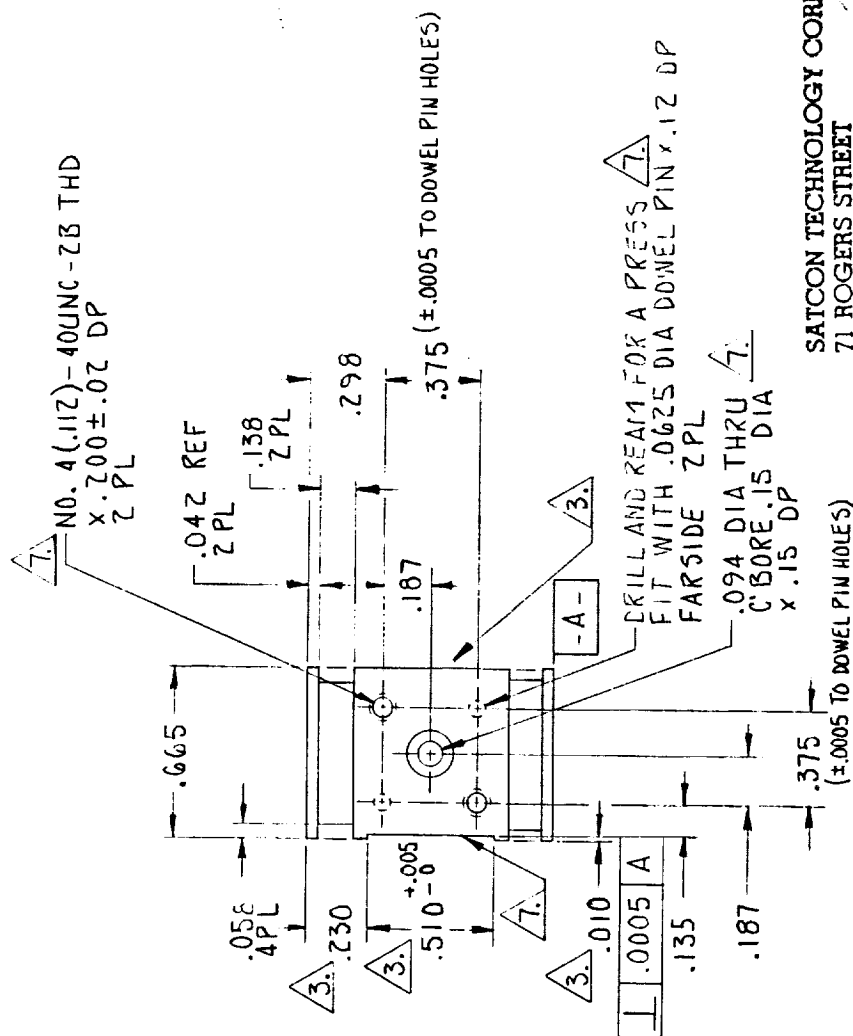 7. NO. 4(.112)-40UNC-2B THD
X .200±.02 DP
2 PL
.042 REF
2 PL
.138
2 PL
.298
.375 (±.0005 TO DOWEL PIN HOLES)
.187
.665
.058
4PL
3. .230
3. .510 +.005 -0
7.
3. .010
⊥ .0005 A
.135
.187
.375
(±.0005 TO DOWEL PIN HOLES)
-A-
3.
DRILL AND REAM FOR A PRESS 7.
FIT WITH .0625 DIA DOWEL PIN X .12 DP
FARSIDE 2PL
.094 DIA THRU 7.
C'BORE .15 DIA
X .15 DP
SATCON TECHNOLOGY COR
71 ROGERS STREET